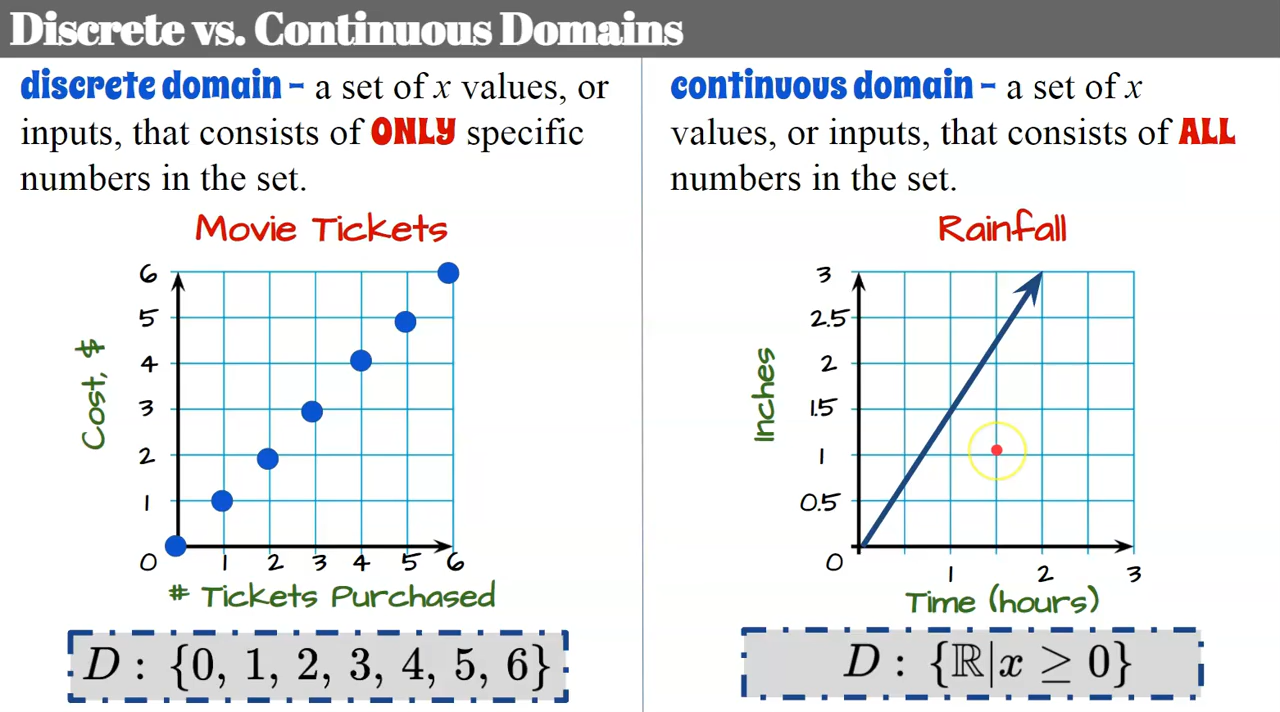 Discrete vs. Continuous Domains
discrete domain – a set of x values, or
inputs, that consists of ONLY specific
numbers in the set.
Movie Tickets
6
5
4
3
2
1
0
1 2 3 4 5 6
Cost, $
# Tickets Purchased
D : {0, 1, 2, 3, 4, 5, 6}
continuous domain – a set of x
values, or inputs, that consists of ALL
numbers in the set.
Rainfall
3
2.5
2
1.5
1
0.5
0
1 2 3
Inches
Time (hours)
D : {ℝ|x ≥ 0}